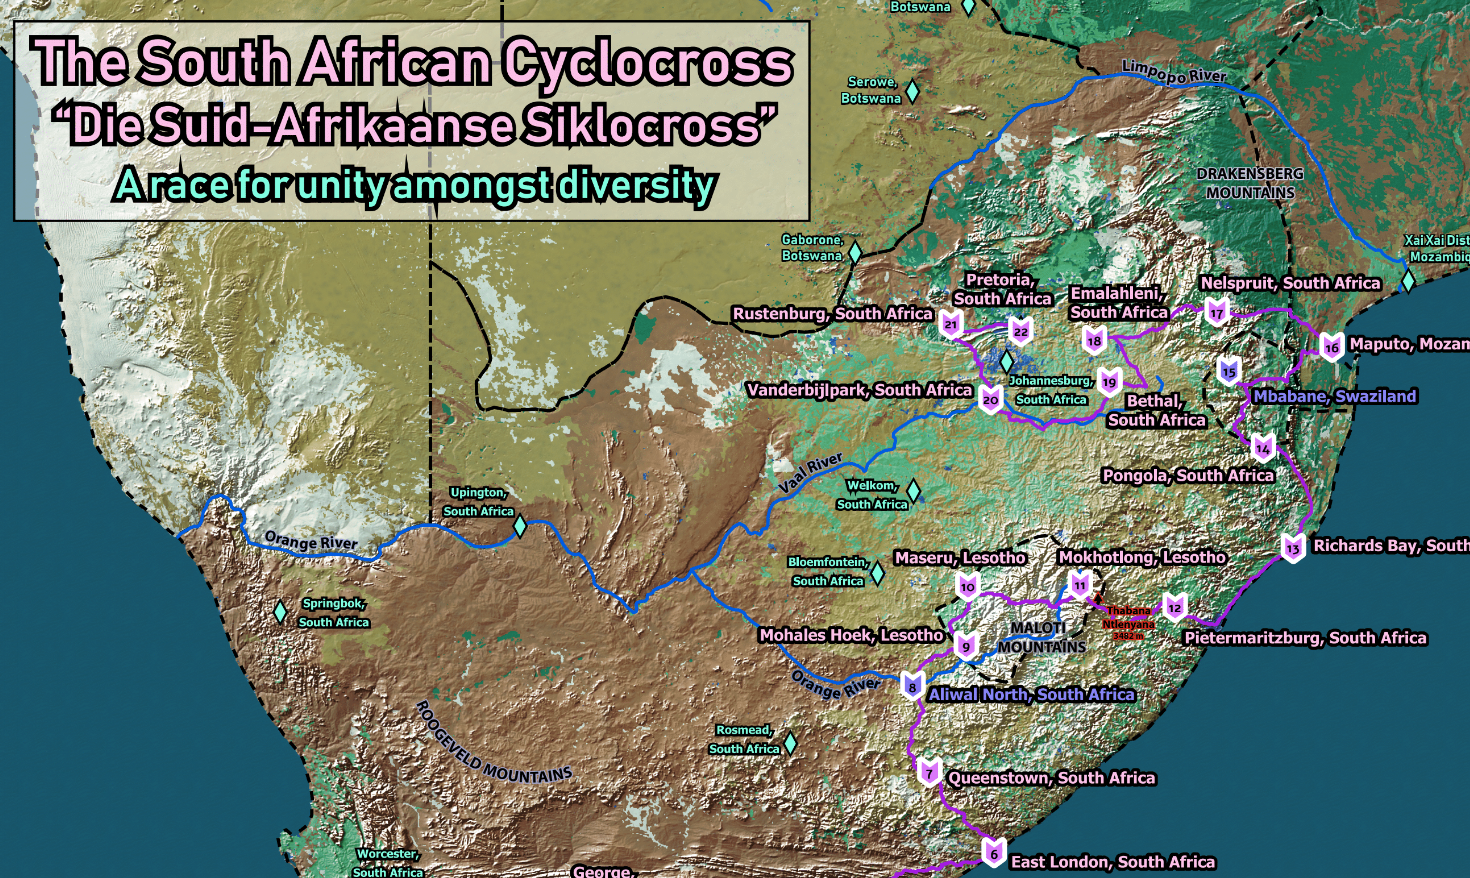 The South African Cyclocross
"Die Suid-Afrikaanse Siklocross"
A race for unity amongst diversity
Botswana
Serowe,
Botswana
Limpopo River
DRAKENSBERG
MOUNTAINS
Gaborone,
Botswana
Xai Xai Dist
Mozambic
Pretoria,
South Africa
Emalahleni,
South Africa
Nelspruit, South Africa
Rustenburg, South Africa
21
22
18
17
16
Maputo, Mozam
15
Mbabane, Swaziland
Johannesburg,
South Africa
19
Vanderbijlpark, South Africa
20
Bethal,
South Africa
14
Pongola, South Africa
Vaal River
Welkom,
South Africa
Upington,
South Africa
Orange River
13
Richards Bay, South
Bloemfontein,
South Africa
Maseru, Lesotho
10
Mokhotlong, Lesotho
11
12
Thabana
Ntlenyana
3482 m
Springbok,
South Africa
Mohales Hoek, Lesotho
9
MALOTI
MOUNTAINS
Pietermaritzburg, South Africa
Orange River
8
Aliwal North, South Africa
ROOGEVELD MOUNTAINS
Rosmead,
South Africa
7
Queenstown, South Africa
6
East London, South Africa
Worcester,
South Africa
George,